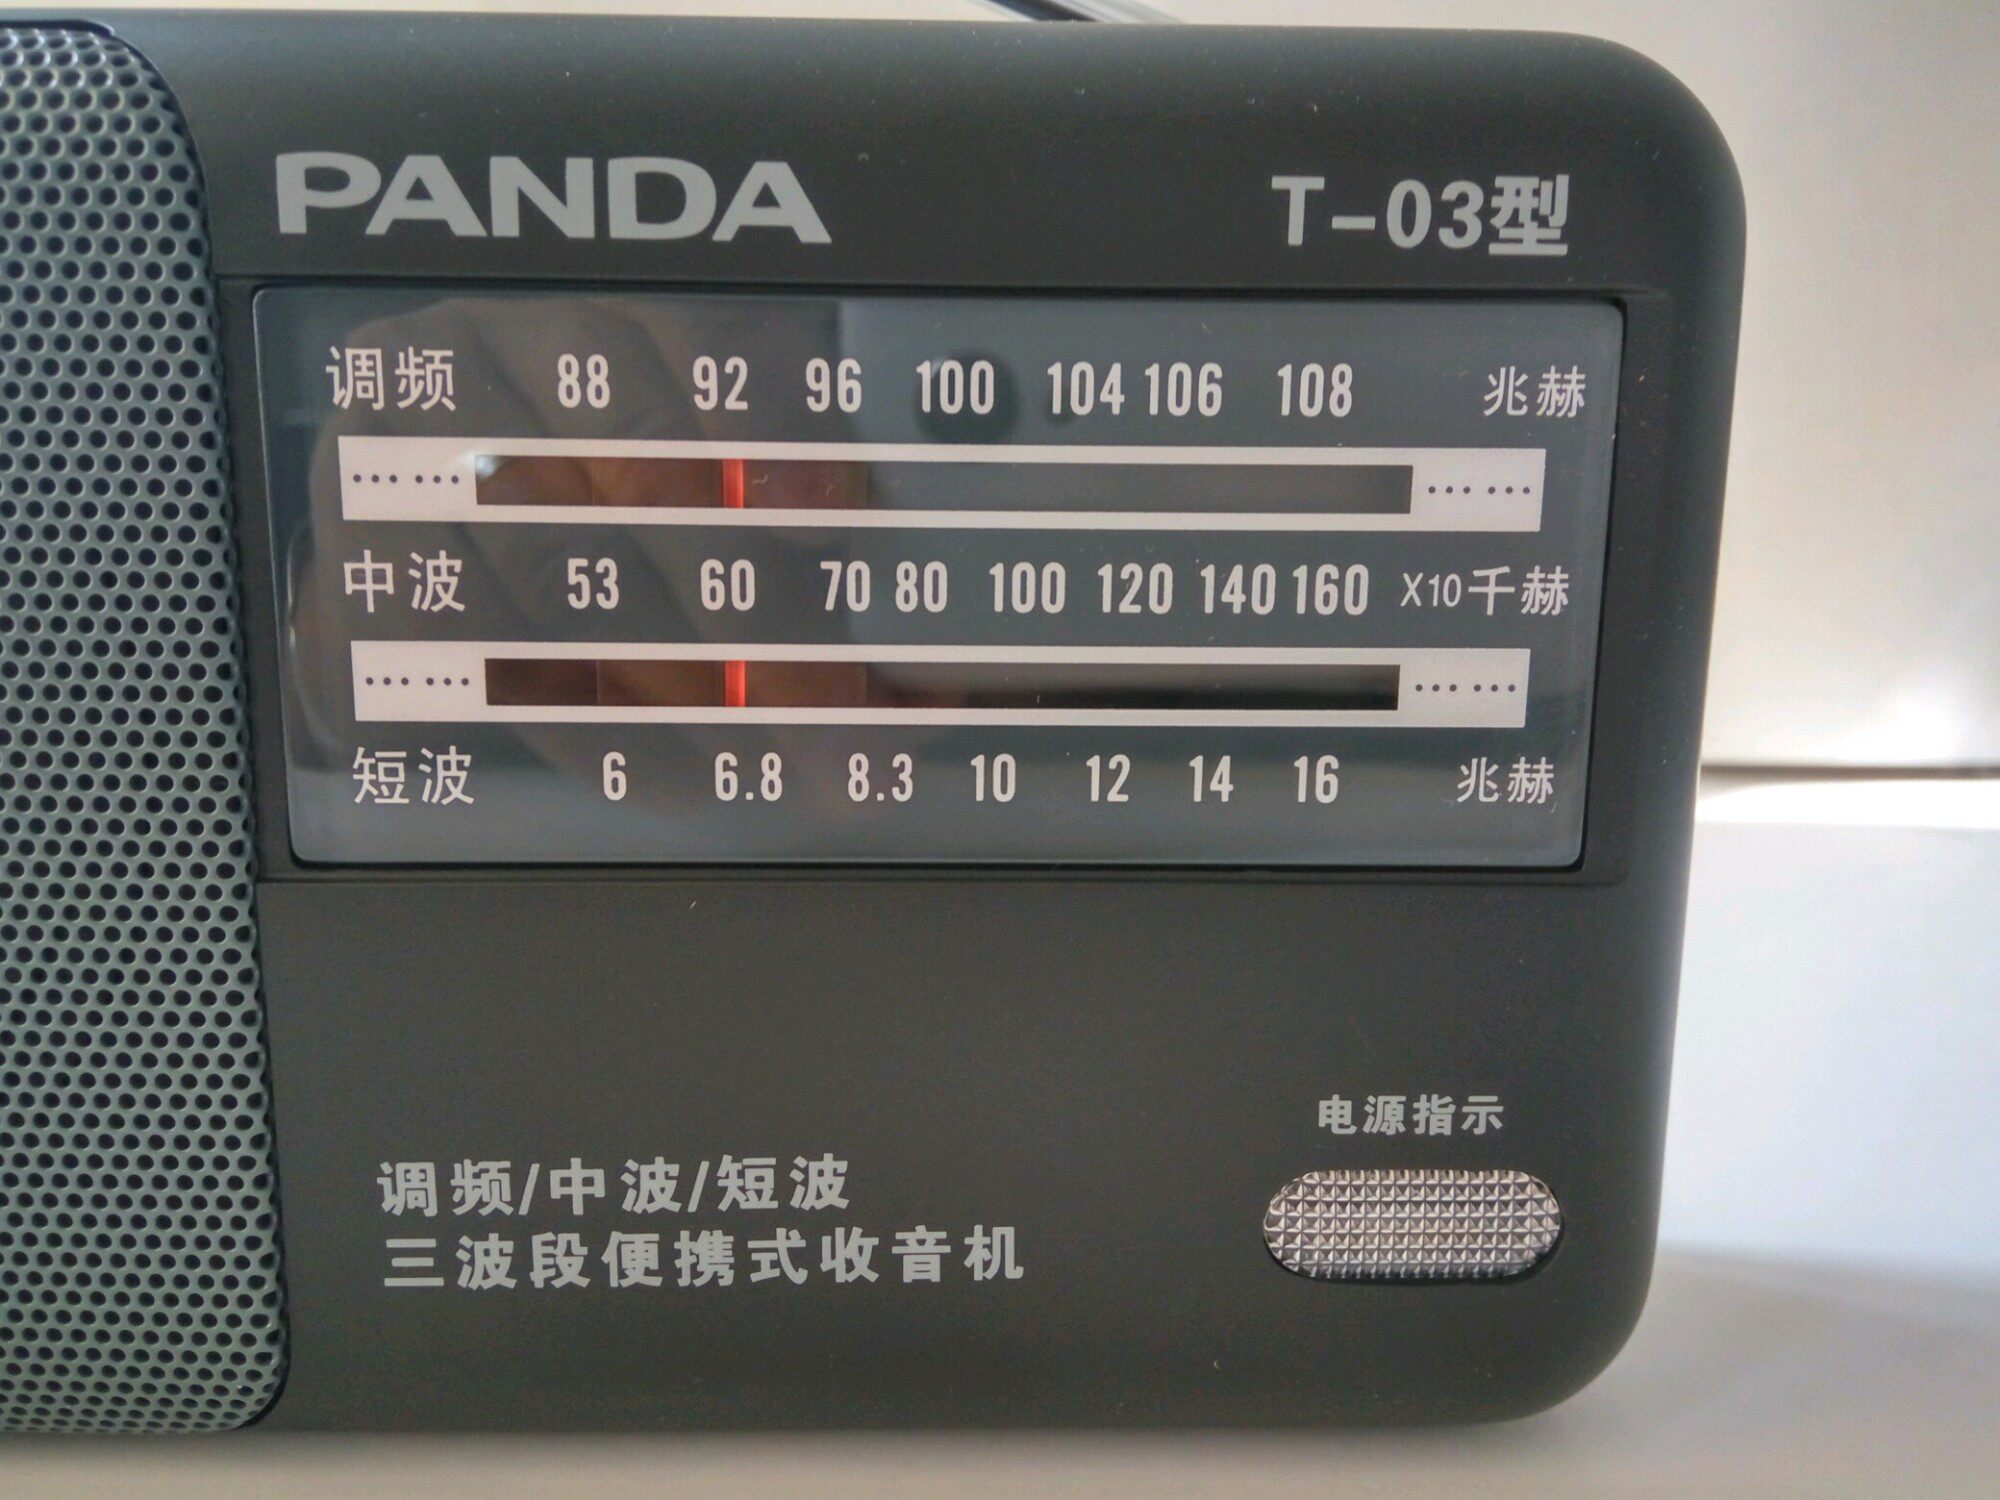 PANDA T-03型
调频 88 92 96 100 104 106 108 兆赫
中波 53 60 70 80 100 120 140 160 X10千赫
短波 6 6.8 8.3 10 12 14 16 兆赫
电源指示
调频/中波/短波
三波段便携式收音机